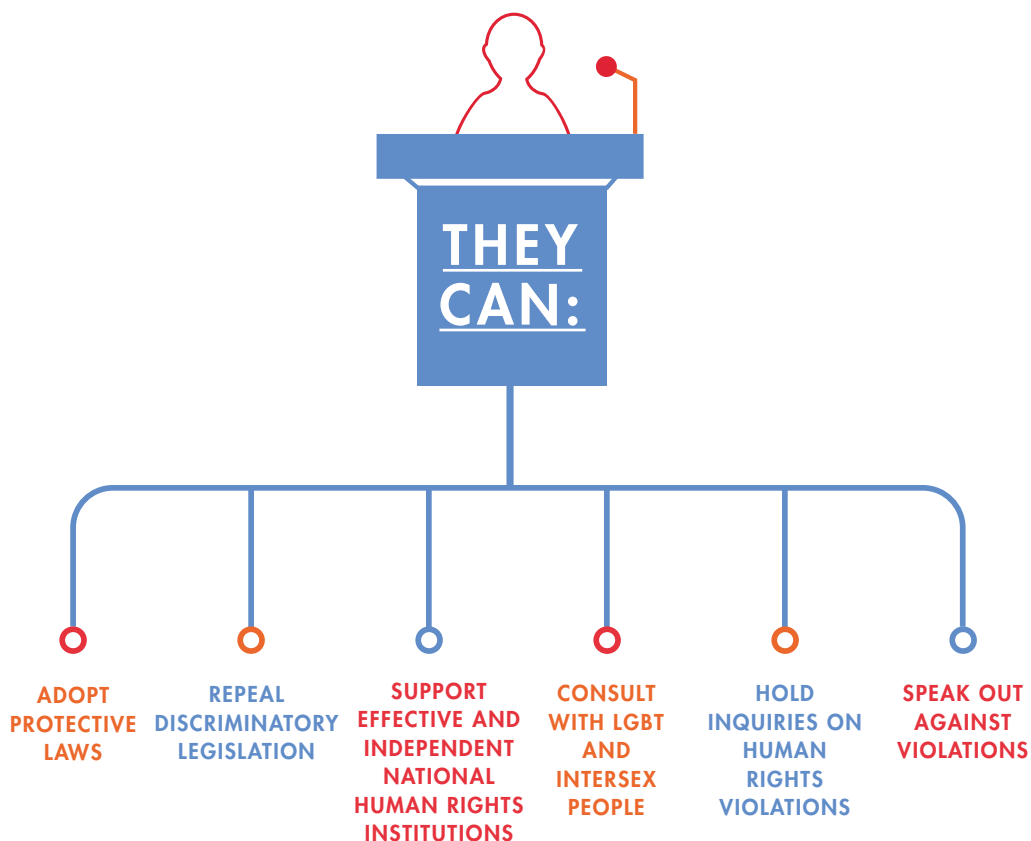 THEY
CAN:
ADOPT
PROTECTIVE
LAWS
REPEAL
DISCRIMINATORY
LEGISLATION
SUPPORT
EFFECTIVE AND
INDEPENDENT
NATIONAL
HUMAN RIGHTS
INSTITUTIONS
CONSULT
WITH LGBT
AND
INTERSEX
PEOPLE
HOLD
INQUIRIES ON
HUMAN
RIGHTS
VIOLATIONS
SPEAK OUT
AGAINST
VIOLATIONS